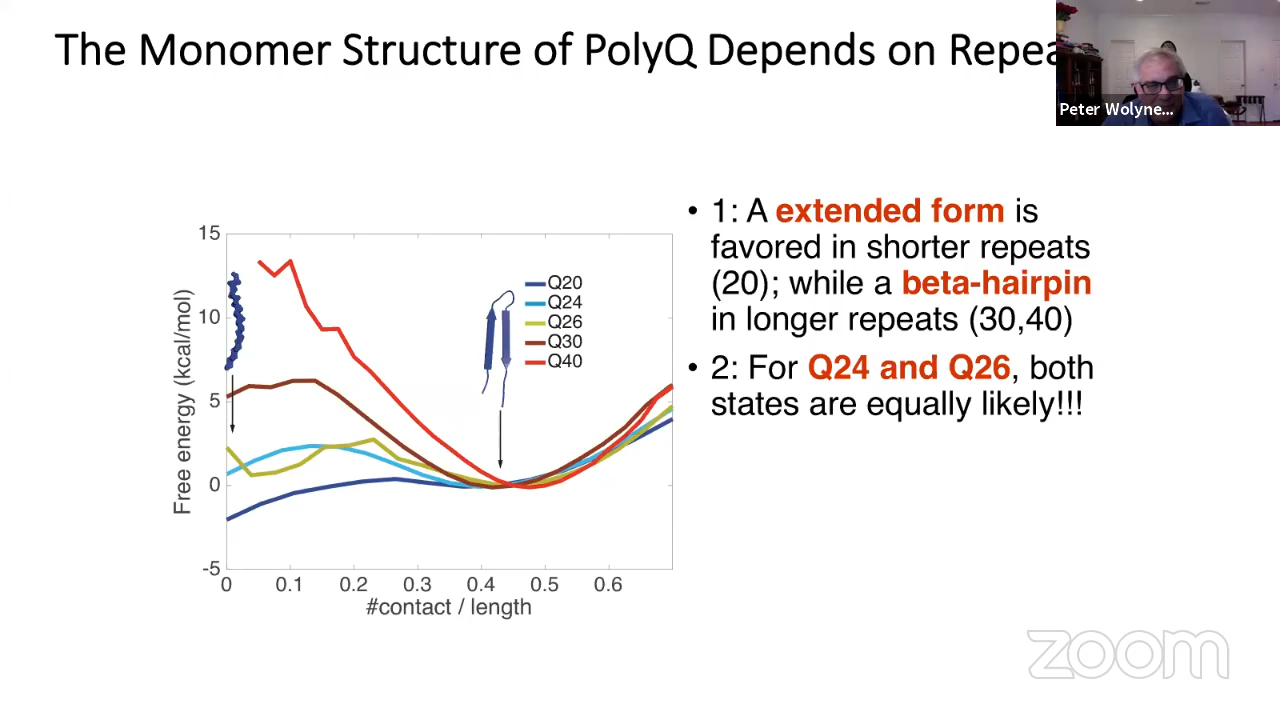 The Monomer Structure of PolyQ Depends on Repea
Peter Wolyne...
15
10
5
0
-5
Free energy (kcal/mol)
0 0.1 0.2 0.3 0.4 0.5 0.6
#contact / length
Q20
Q24
Q26
Q30
Q40
• 1: A extended form is
favored in shorter repeats
(20); while a beta-hairpin
in longer repeats (30,40)
• 2: For Q24 and Q26, both
states are equally likely!!!
zoom